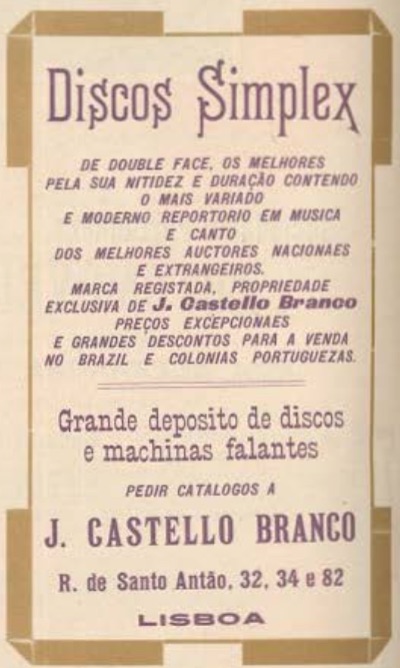 Discos Simplex
DE DOUBLE FACE, OS MELHORES
PELA SUA NITIDEZ E DURAÇÃO CONTENDO
O MAIS VARIADO
E MODERNO REPORTORIO EM MUSICA
E CANTO
DOS MELHORES AUCTORES NACIONAES
E EXTRANGEIROS.
MARCA REGISTADA, PROPRIEDADE
EXCLUSIVA DE J. Castello Branco
PREÇOS EXCEPCIONAES
E GRANDES DESCONTOS PARA A VENDA
NO BRAZIL E COLONIAS PORTUGUEZAS.
Grande deposito de discos
e machinas falantes
PEDIR CATALOGOS A
J. CASTELLO BRANCO
R. de Santo Antão, 32, 34 e 82
LISBOA